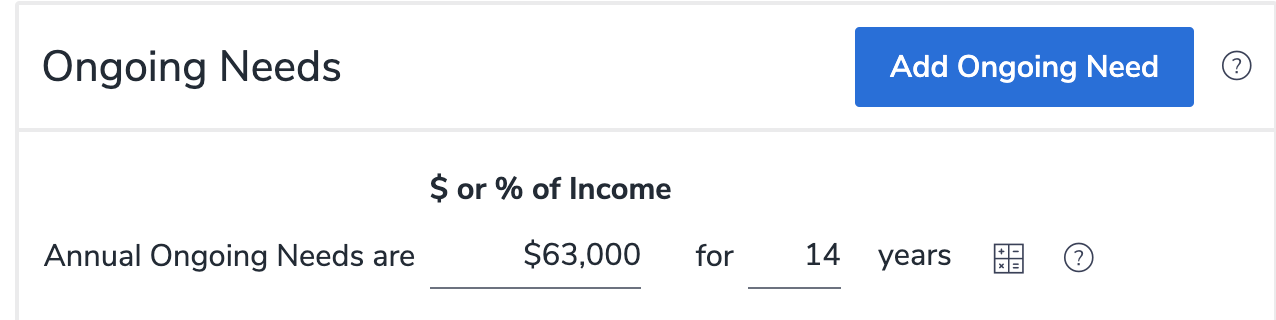 Ongoing Needs Add Ongoing Need ?
$ or % of Income
Annual Ongoing Needs are $63,000 for 14 years ?